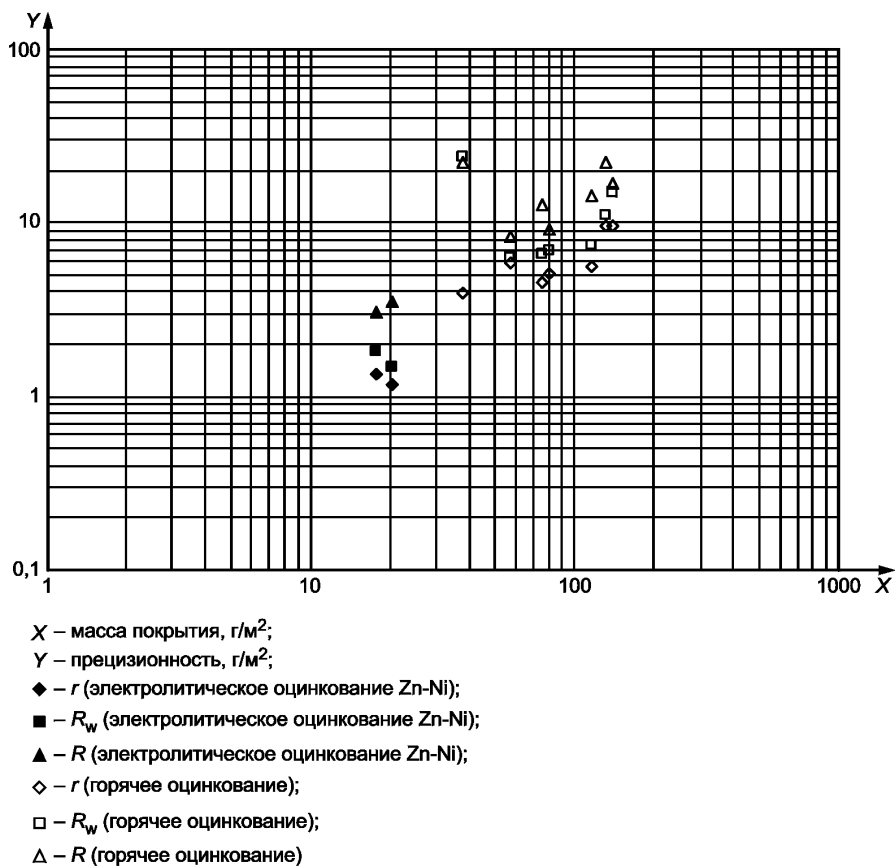 Y
100
10
1
0,1
1 10 100 1000
X
X – масса покрытия, г/м²;
Y – прецизионность, г/м²;
◆ – r (электролитическое оцинкование Zn-Ni);
■ – R_w (электролитическое оцинкование Zn-Ni);
▲ – R (электролитическое оцинкование Zn-Ni);
◇ – r (горячее оцинкование);
□ – R_w (горячее оцинкование);
△ – R (горячее оцинкование)